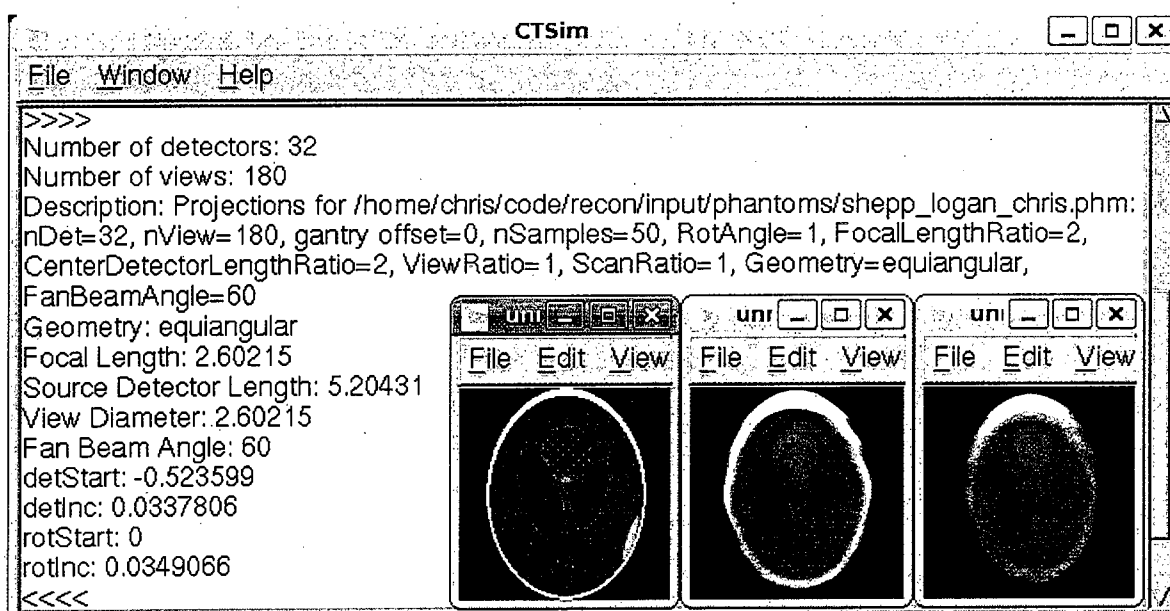 CTSim
File Window Help
>>>>
Number of detectors: 32
Number of views: 180
Description: Projections for /home/chris/code/recon/input/phantoms/shepp_logan_chris.phm:
nDet=32, nView=180, gantry offset=0, nSamples=50, RotAngle=1, FocalLengthRatio=2,
CenterDetectorLengthRatio=2, ViewRatio=1, ScanRatio=1, Geometry=equiangular,
FanBeamAngle=60
Geometry: equiangular
Focal Length: 2.60215
Source Detector Length: 5.20431
View Diameter: 2.60215
Fan Beam Angle: 60
detStart: -0.523599
detInc: 0.0337806
rotStart: 0
rotInc: 0.0349066
<<<<
File Edit View
File Edit View
File Edit View